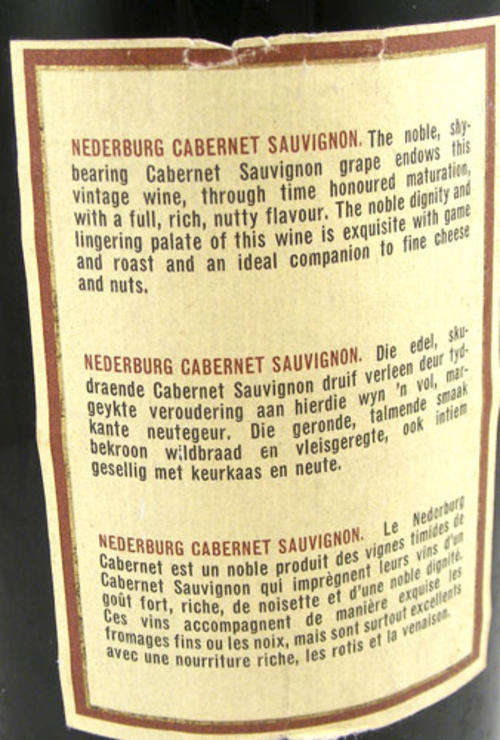 NEDERBURG CABERNET SAUVIGNON. The noble, shy-
bearing Cabernet Sauvignon grape endows this
vintage wine, through time honoured maturation,
with a full, rich, nutty flavour. The noble dignity and
lingering palate of this wine is exquisite with game
and roast and an ideal companion to fine cheese
and nuts.
NEDERBURG CABERNET SAUVIGNON. Die edel, sku-
draende Cabernet Sauvignon druif verleen deur tyd-
geykte veroudering aan hierdie wyn 'n vol, mar-
kante neutegeur. Die geronde, talmende smaak
bekroon wildbraad en vleisgeregte, ook intiem
gesellig met keurkaas en neute.
NEDERBURG CABERNET SAUVIGNON. Le Nederburg
Cabernet est un noble produit des vignes timides de
Cabernet Sauvignon qui imprègnent leurs vins d'un
goût fort, riche, de noisette et d'une noble dignité.
Ces vins accompagnent de manière exquise les
fromages fins ou les noix, mais sont surtout excellents
avec une nourriture riche, les rotis et la venaison.